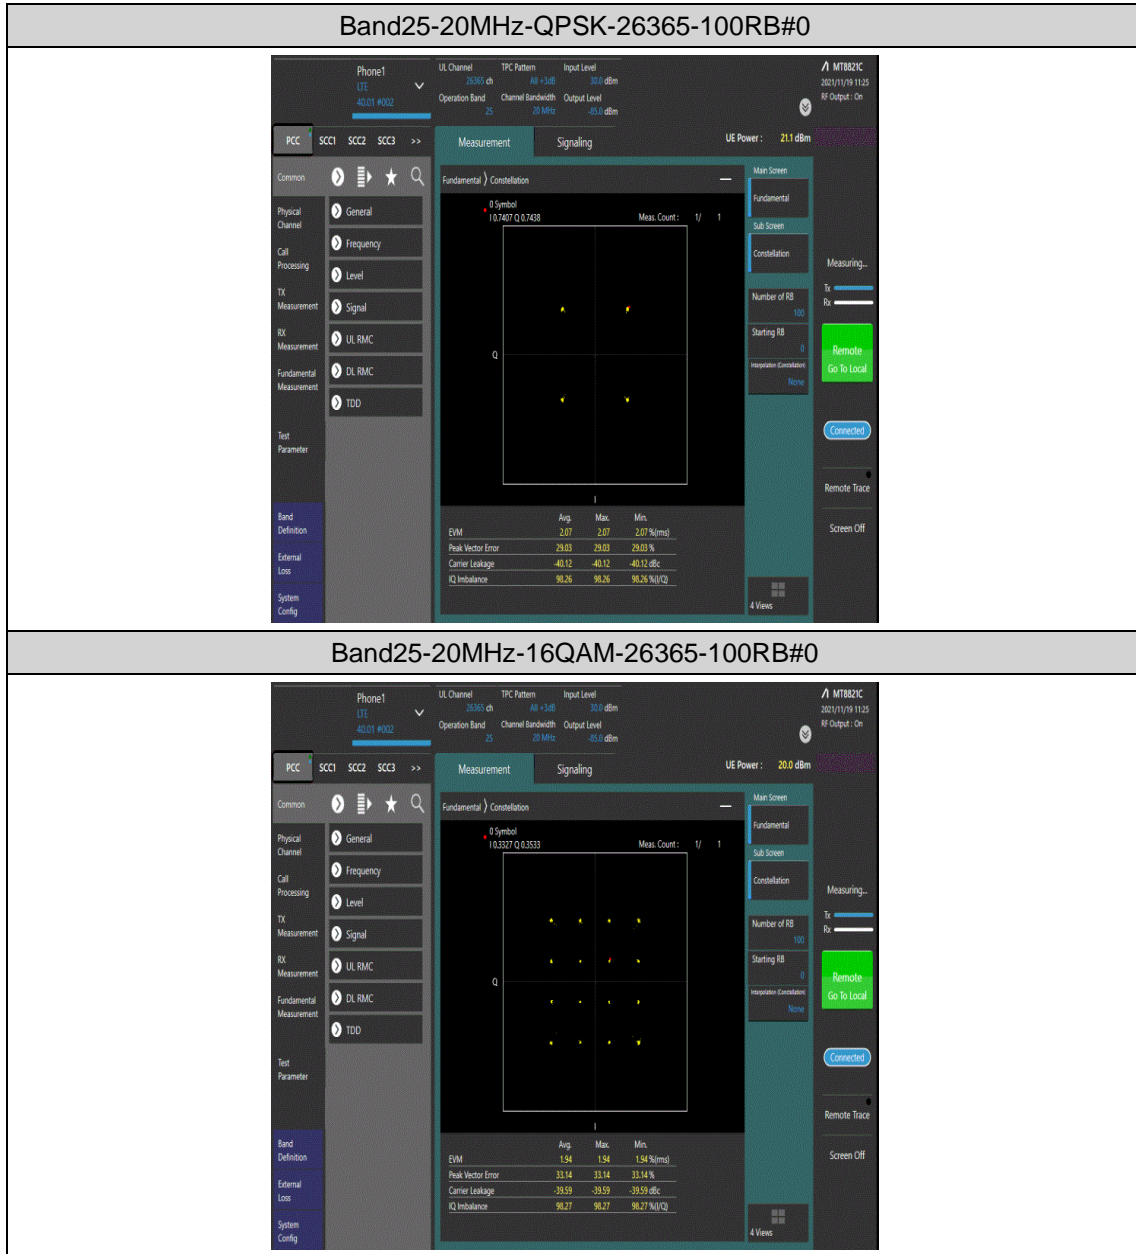 Band25-20MHz-QPSK-26365-100RB#0
Phone1
LTE
40.01 #002
UL Channel TPC Pattern Input Level
26365 ch All +3dB 30.0 dBm
Operation Band Channel Bandwidth Output Level
25 20 MHz -85.0 dBm
MT8821C
2021/11/19 11:25
RF Output : On
PCC SCC1 SCC2 SCC3 >>
Measurement Signaling
UE Power : 21.1 dBm
Common
Physical Channel
Call Processing
TX Measurement
RX Measurement
Fundamental Measurement
Test Parameter
Band Definition
External Loss
System Config
General
Frequency
Level
Signal
UL RMC
DL RMC
TDD
Fundamental 〉 Constellation
0 Symbol
I 0.7407 Q 0.7438 Meas. Count : 1/ 1
Q
I
Avg. Max. Min.
EVM 2.07 2.07 2.07 %(rms)
Peak Vector Error 29.03 29.03 29.03 %
Carrier Leakage -40.12 -40.12 -40.12 dBc
IQ Imbalance 98.26 98.26 98.26 %(I/Q)
Main Screen
Fundamental
Sub Screen
Constellation
Number of RB
100
Starting RB
0
Interpolation (Constellation)
None
4 Views
Measuring...
Tx
Rx
Remote
Go To Local
Connected
Remote Trace
Screen Off
Band25-20MHz-16QAM-26365-100RB#0
Phone1
LTE
40.01 #002
UL Channel TPC Pattern Input Level
26365 ch All +3dB 30.0 dBm
Operation Band Channel Bandwidth Output Level
25 20 MHz -85.0 dBm
MT8821C
2021/11/19 11:25
RF Output : On
PCC SCC1 SCC2 SCC3 >>
Measurement Signaling
UE Power : 20.0 dBm
Common
Physical Channel
Call Processing
TX Measurement
RX Measurement
Fundamental Measurement
Test Parameter
Band Definition
External Loss
System Config
General
Frequency
Level
Signal
UL RMC
DL RMC
TDD
Fundamental 〉 Constellation
0 Symbol
I 0.3327 Q 0.3533 Meas. Count : 1/ 1
Q
I
Avg. Max. Min.
EVM 1.94 1.94 1.94 %(rms)
Peak Vector Error 33.14 33.14 33.14 %
Carrier Leakage -39.59 -39.59 -39.59 dBc
IQ Imbalance 98.27 98.27 98.27 %(I/Q)
Main Screen
Fundamental
Sub Screen
Constellation
Number of RB
100
Starting RB
0
Interpolation (Constellation)
None
4 Views
Measuring...
Tx
Rx
Remote
Go To Local
Connected
Remote Trace
Screen Off